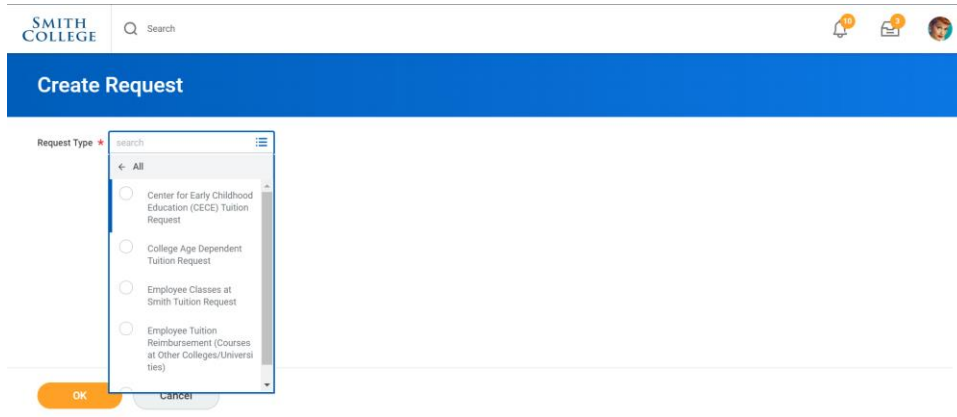 SMITH
COLLEGE
Search
10
3
Create Request
Request Type *
search
← All
Center for Early Childhood
Education (CECE) Tuition
Request
College Age Dependent
Tuition Request
Employee Classes at
Smith Tuition Request
Employee Tuition
Reimbursement (Courses
at Other Colleges/Universi
ties)
OK
Cancel